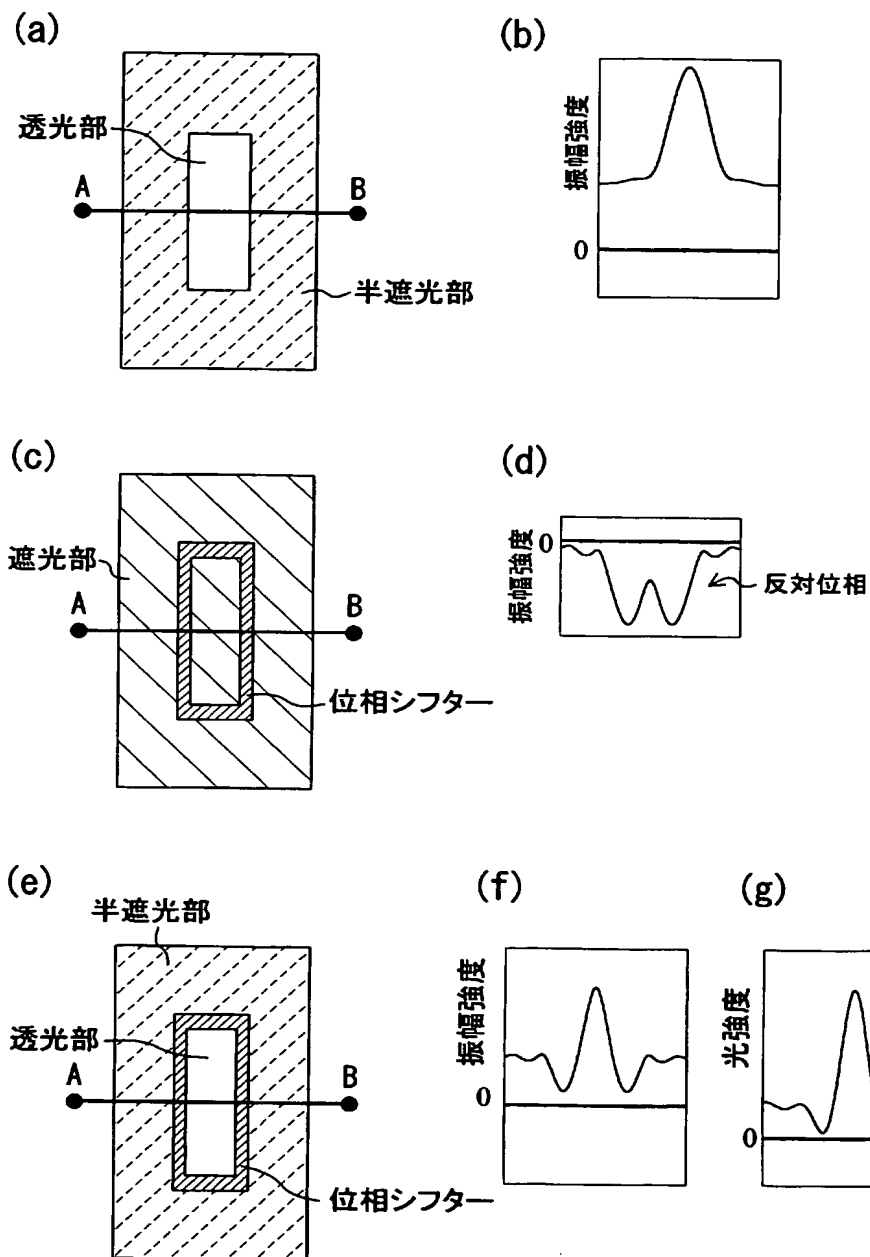 (a)
透光部
A
B
半遮光部
(b)
振幅強度
0
(c)
遮光部
A
B
位相シフター
(d)
振幅強度
0
反対位相
(e)
半遮光部
透光部
A
B
位相シフター
(f)
振幅強度
0
(g)
光強度
0